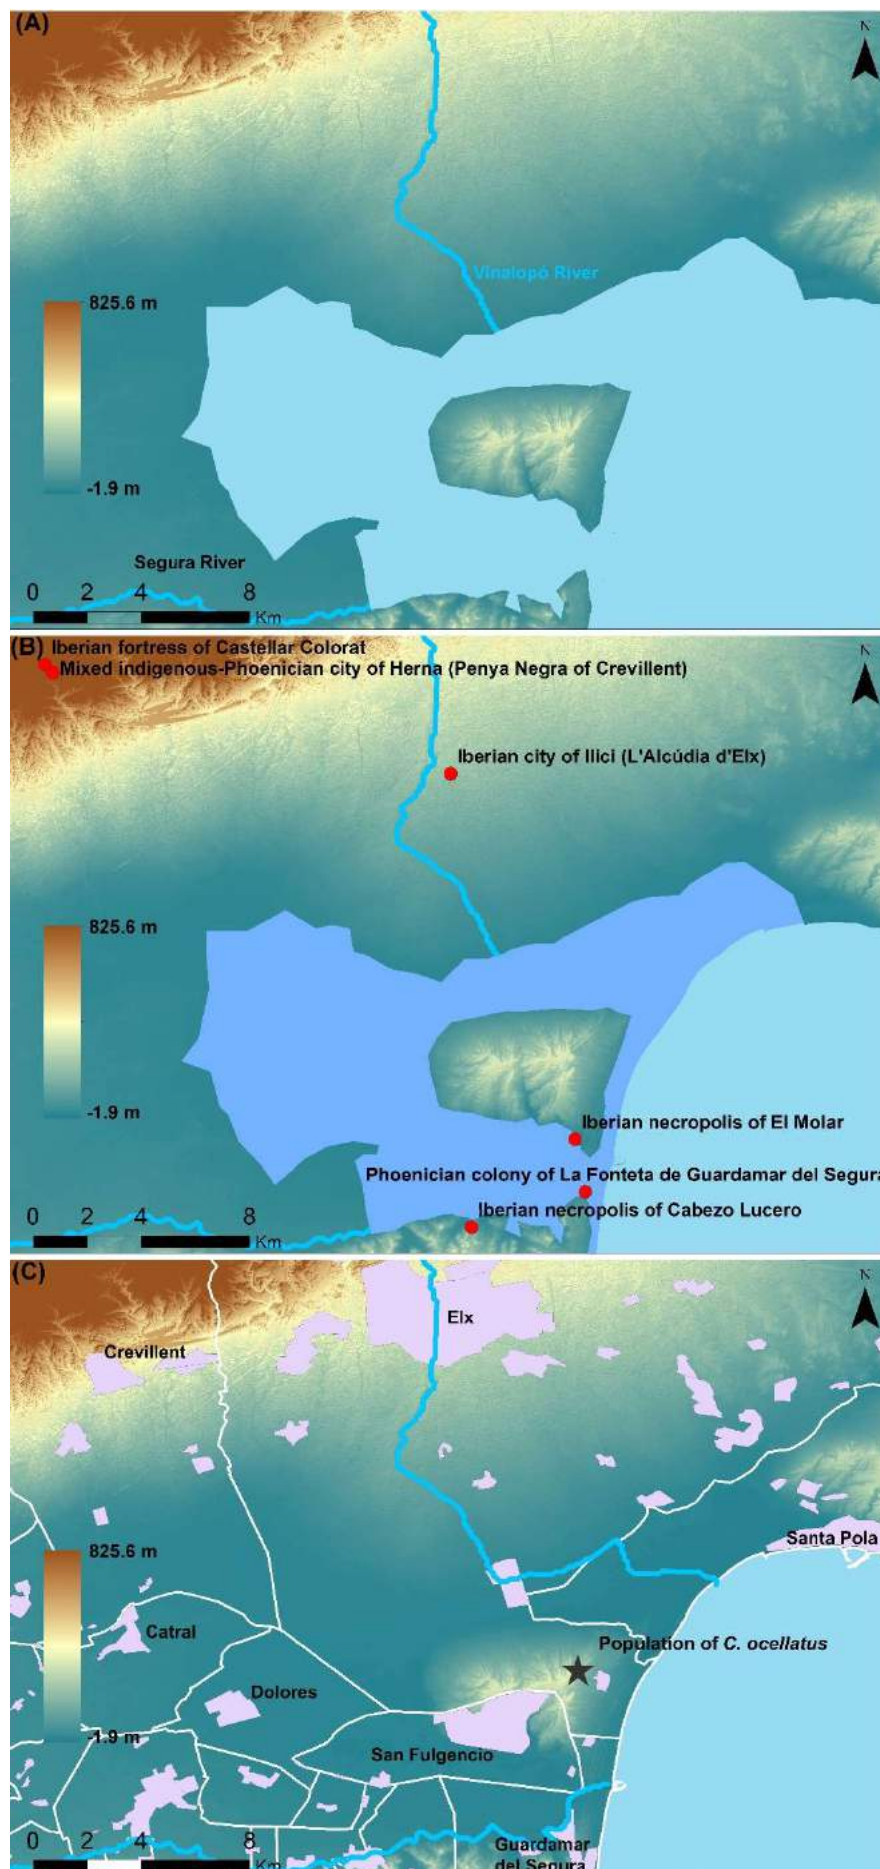 (A)
N
Vinalopó River
825.6 m
-1.9 m
Segura River
0 2 4 8
Km
(B)
Iberian fortress of Castellar Colorat
N
Mixed indigenous-Phoenician city of Herna (Penya Negra of Crevillent)
Iberian city of Ilici (L'Alcúdia d'Elx)
825.6 m
-1.9 m
Iberian necropolis of El Molar
Phoenician colony of La Fonteta de Guardamar del Segura
Iberian necropolis of Cabezo Lucero
0 2 4 8
Km
(C)
N
Elx
Crevillent
Santa Pola
825.6 m
Catral
Population of C. ocellatus
Dolores
-1.9 m
San Fulgencio
0 2 4 8
Km
Guardamar
del Segura